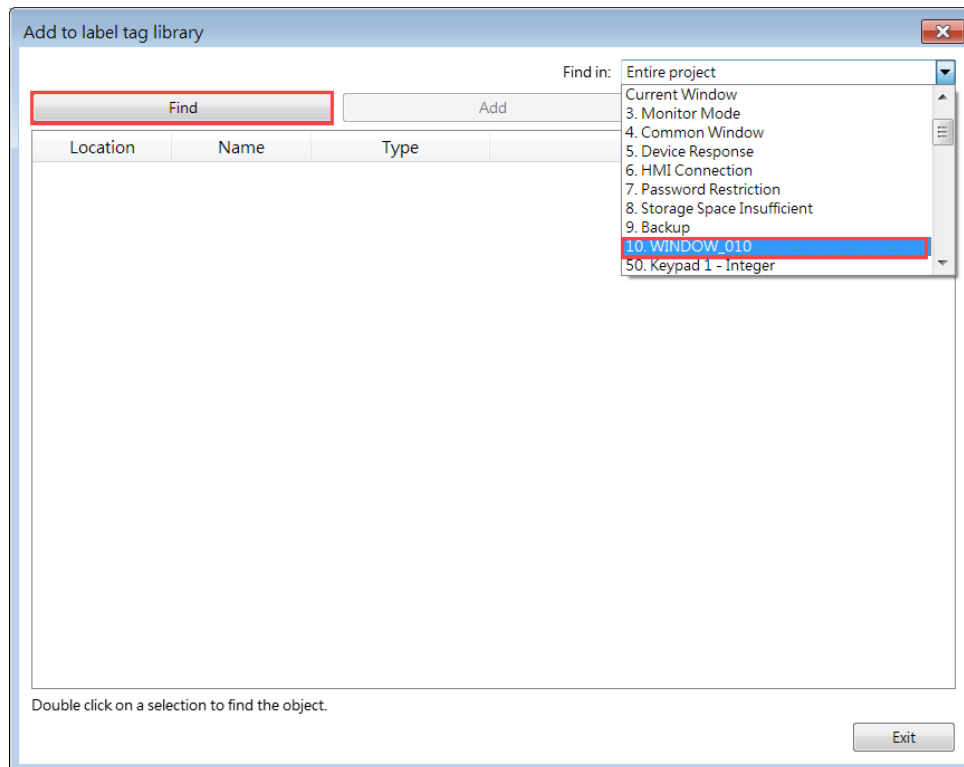 Add to label tag library
Find in: Entire project
Find
Add
Current Window
3. Monitor Mode
4. Common Window
5. Device Response
6. HMI Connection
7. Password Restriction
8. Storage Space Insufficient
9. Backup
10. WINDOW_010
50. Keypad 1 - Integer
Location Name Type
Double click on a selection to find the object.
Exit